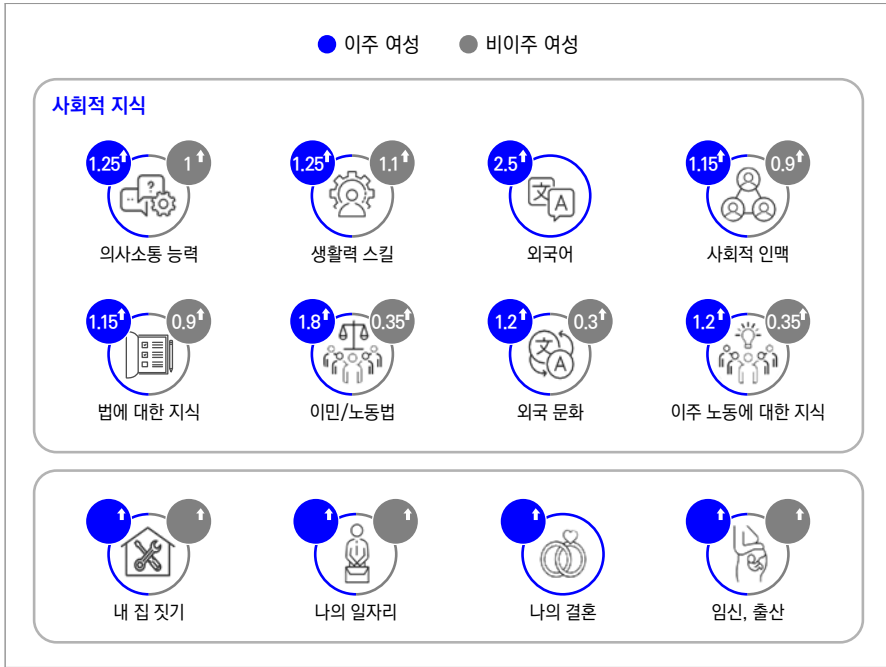 이주 여성 비이주 여성
사회적 지식
1.25 1 1.25 1.1 2.5 1.15 0.9
?
文 A
의사소통 능력 생활력 스킬 외국어 사회적 인맥
1.15 0.9 1.8 0.35 1.2 0.3 1.2 0.35
文 A
법에 대한 지식 이민/노동법 외국 문화 이주 노동에 대한 지식
내 집 짓기 나의 일자리 나의 결혼 임신, 출산